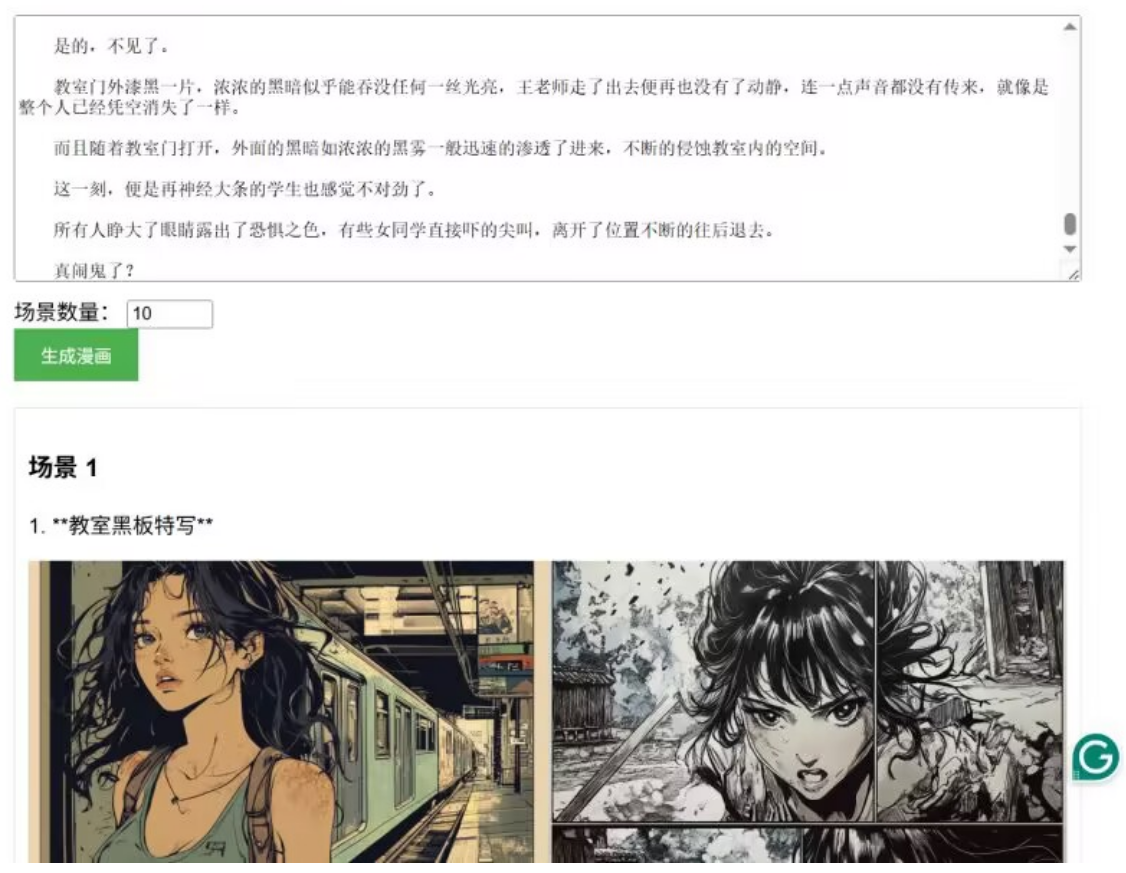 是的，不见了。
教室门外漆黑一片，浓浓的黑暗似乎能吞没任何一丝光亮，王老师走了出去便再也没有了动静，连一点声音都没有传来，就像是
整个人已经凭空消失了一样。
而且随着教室门打开，外面的黑暗如浓浓的黑雾一般迅速的渗透了进来，不断的侵蚀教室内的空间。
这一刻，便是再神经大条的学生也感觉不对劲了。
所有人睁大了眼睛露出了恐惧之色，有些女同学直接吓的尖叫，离开了位置不断的往后退去。
真闹鬼了？
场景数量： 10
生成漫画
场景 1
1. **教室黑板特写**